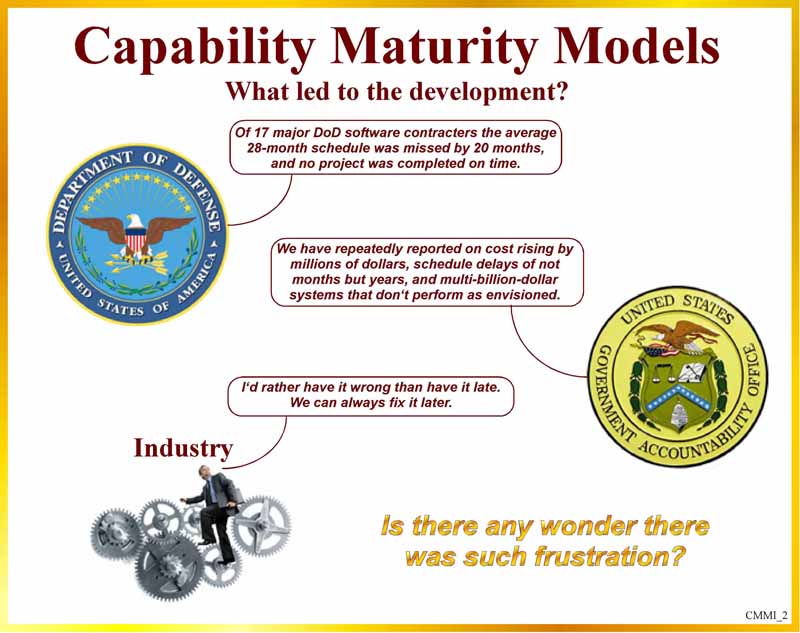 Capability Maturity Models
What led to the development?
Of 17 major DoD software contracters the average
28-month schedule was missed by 20 months,
and no project was completed on time.
DEPARTMENT OF DEFENSE
UNITED STATES OF AMERICA
We have repeatedly reported on cost rising by
millions of dollars, schedule delays of not
months but years, and multi-billion-dollar
systems that don‘t perform as envisioned.
UNITED STATES
GOVERNMENT ACCOUNTABILITY OFFICE
I‘d rather have it wrong than have it late.
We can always fix it later.
Industry
Is there any wonder there
was such frustration?
CMMI_2